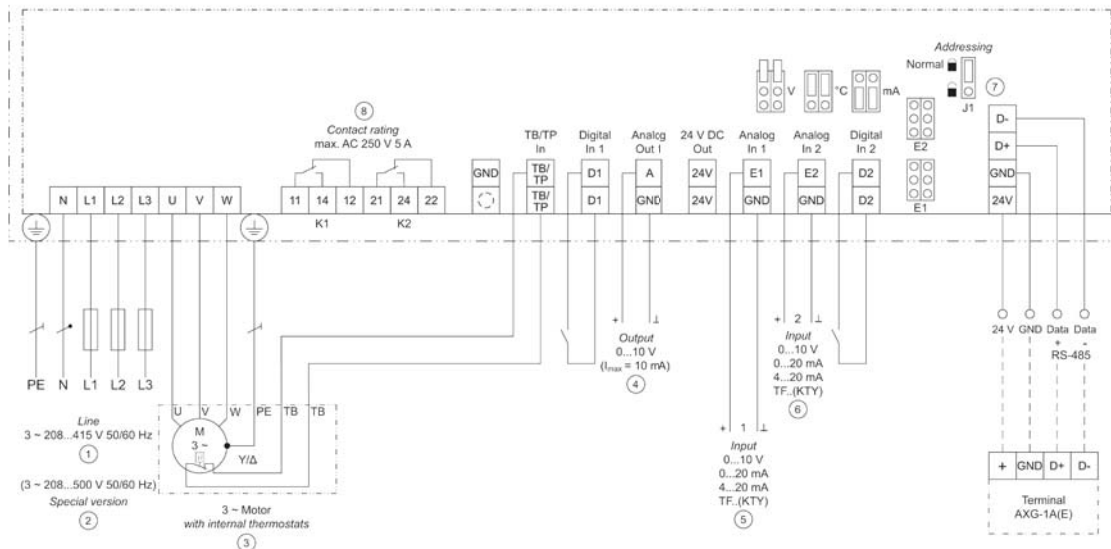 Addressing
Normal
V
°C
mA
J1
7
8
Contact rating
max. AC 250 V 5 A
TB/TP In
Digital In 1
Analog Out I
24 V DC Out
Analog In 1
Analog In 2
Digital In 2
E2
E1
D-
D+
GND
24V
N L1 L2 L3 U V W
11 14 12 21 24 22
K1 K2
GND
TB/TP
TB/TP
D1
D1
A
GND
24V
24V
E1
GND
E2
GND
D2
D2
PE N L1 L2 L3
Line
3 ~ 208...415 V 50/60 Hz
1
(3 ~ 208...500 V 50/60 Hz)
Special version
2
U V W PE TB TB
M
3 ~
Y/Δ
3 ~ Motor
with internal thermostats
3
+ ⊥
Output
0...10 V
(Imax = 10 mA)
4
+ 1 ⊥
Input
0...10 V
0...20 mA
4...20 mA
TF..(KTY)
5
+ 2 ⊥
Input
0...10 V
0...20 mA
4...20 mA
TF..(KTY)
6
24 V GND Data + Data -
RS-485
+ GND D+ D-
Terminal
AXG-1A(E)